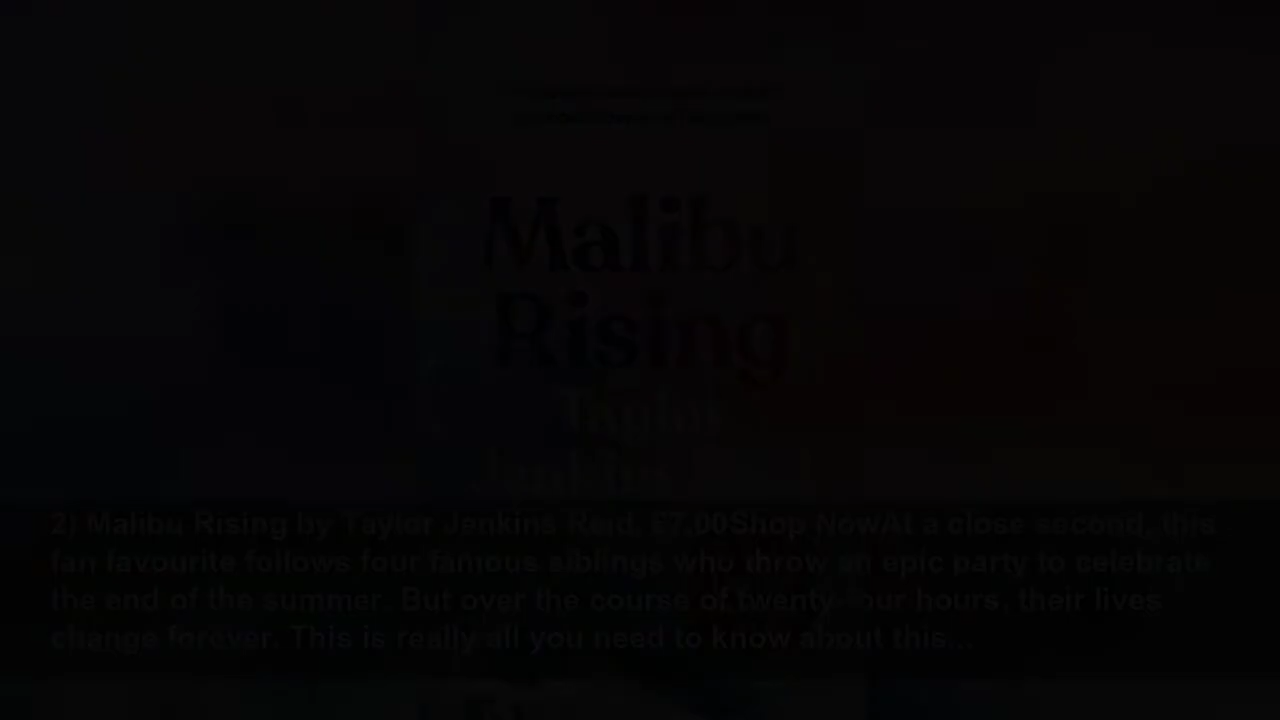 Malibu
Rising
Taylor
Jenkins
2) Malibu Rising by Taylor Jenkins Reid, £7.00Shop NowAt a close second, this
fan favourite follows four famous siblings who throw an epic party to celebrate
the end of the summer. But over the course of twenty-four hours, their lives
change forever. This is really all you need to know about this...